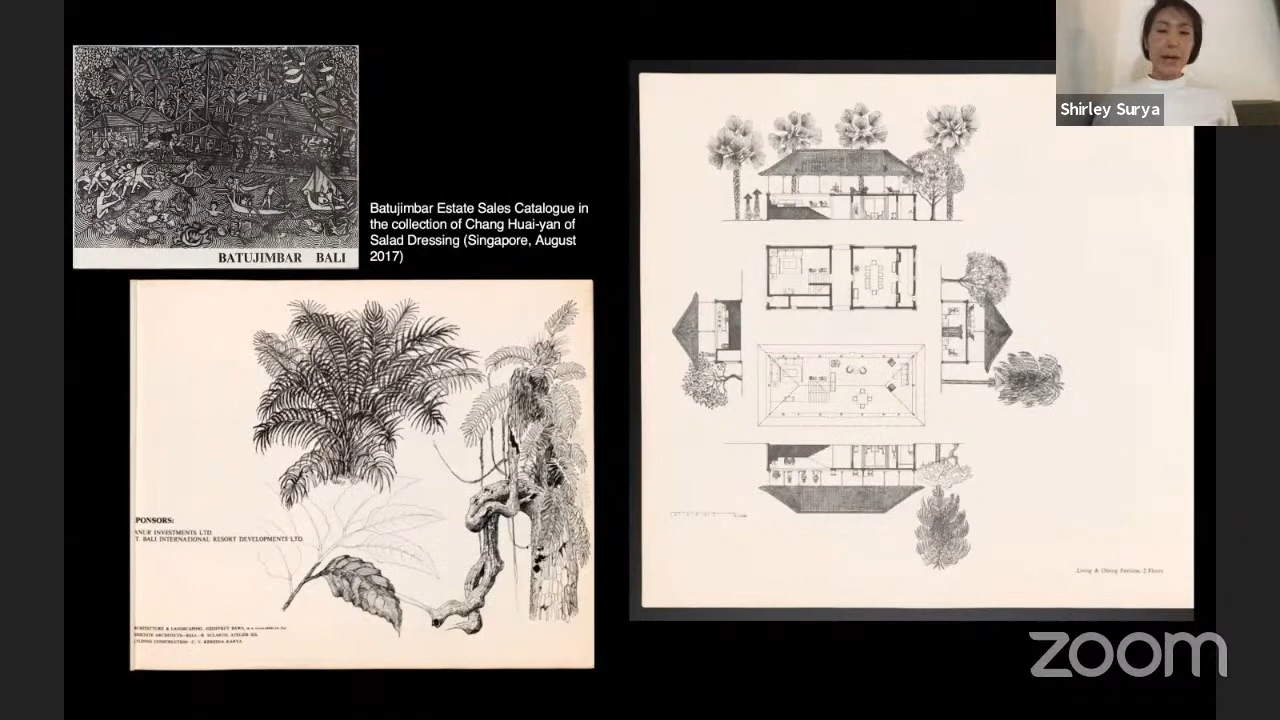 Shirley Surya
Batujimbar Estate Sales Catalogue in
the collection of Chang Huai-yan of
Salad Dressing (Singapore, August
2017)
BATUJIMBAR BALI
PONSORS:
ANUR INVESTMENTS LTD.
T. BALI INTERNATIONAL RESORT DEVELOPMENTS LTD.
Living & Dining Pavilion, 2 Floors
zoom